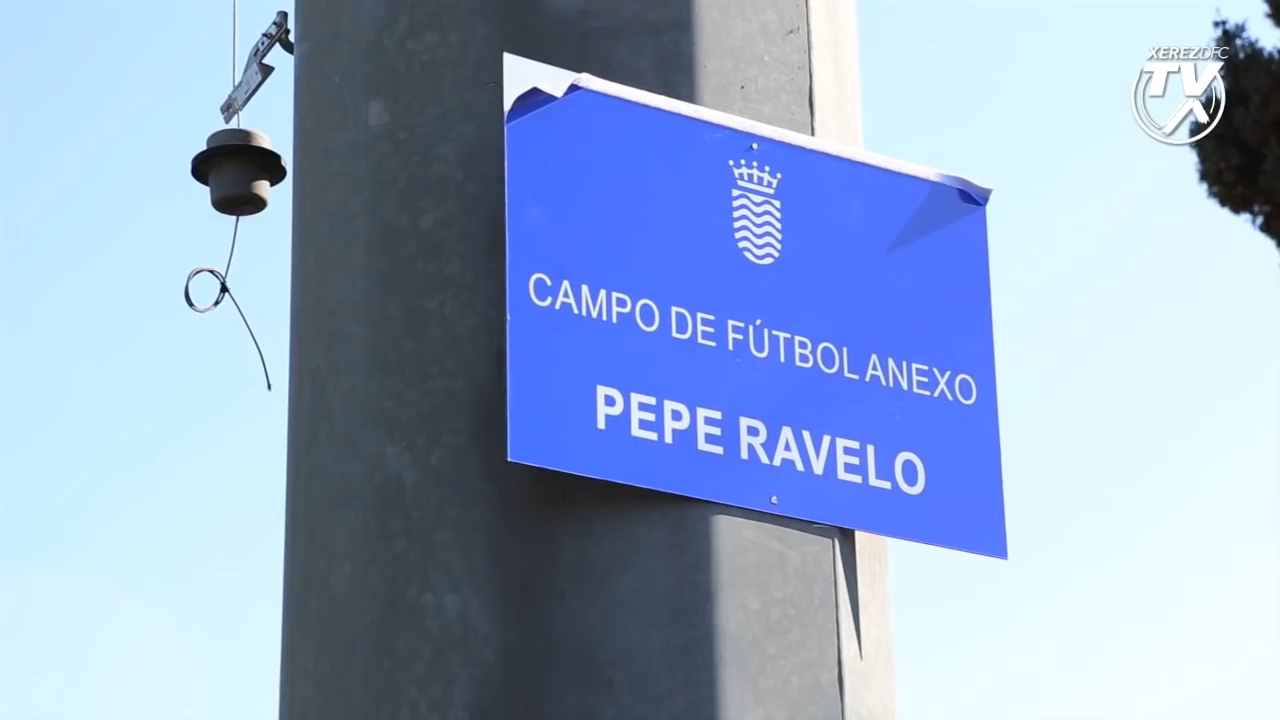 XEREZDFC
TV
X
CAMPO DE FÚTBOL ANEXO
PEPE RAVELO